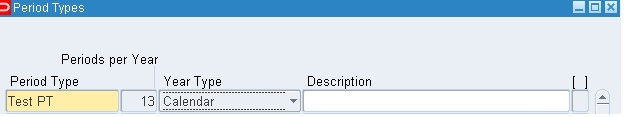 Period Types
Periods per Year
Period Type Year Type Description [ ]
Test PT 13 Calendar